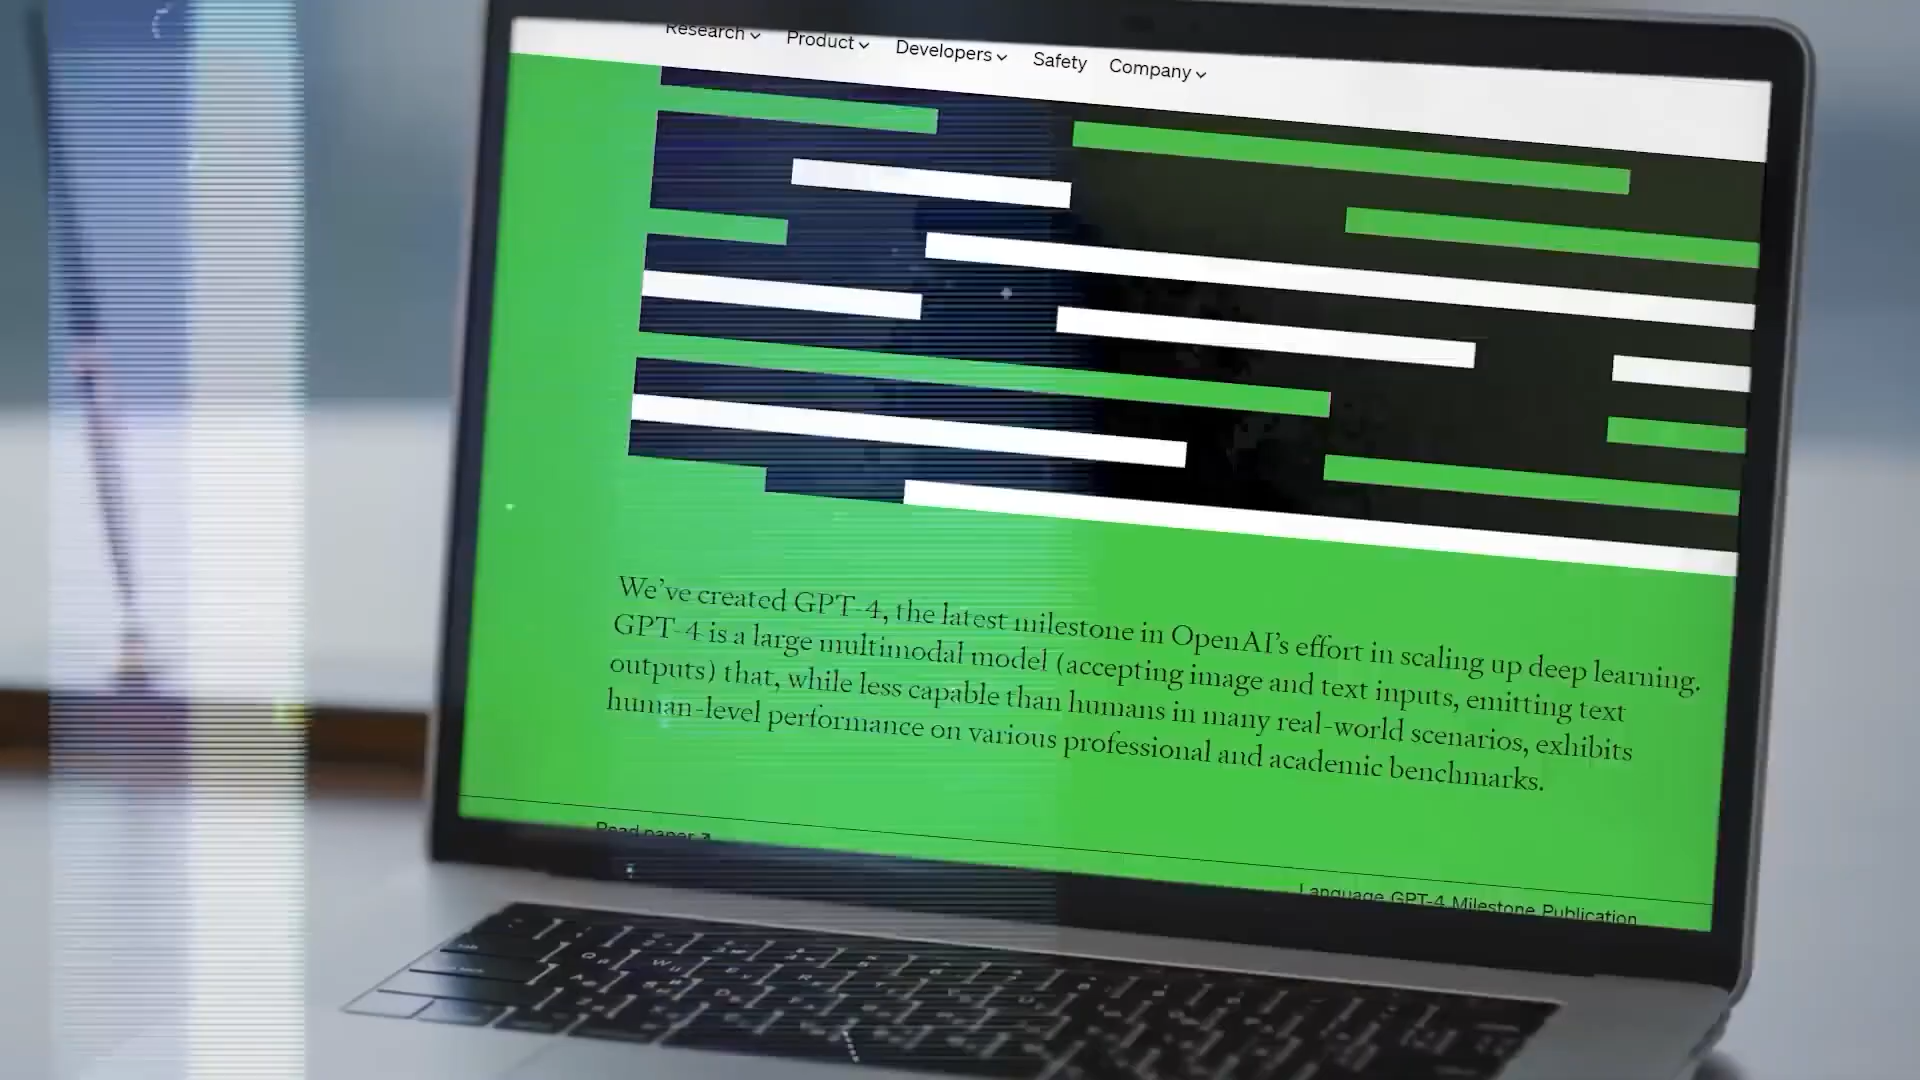 Research Product Developers Safety Company
We've created GPT-4, the latest milestone in OpenAI's effort in scaling up deep learning.
GPT-4 is a large multimodal model (accepting image and text inputs, emitting text
outputs) that, while less capable than humans in many real-world scenarios, exhibits
human-level performance on various professional and academic benchmarks.
Read paper ↗
Language, GPT-4, Milestone, Publication